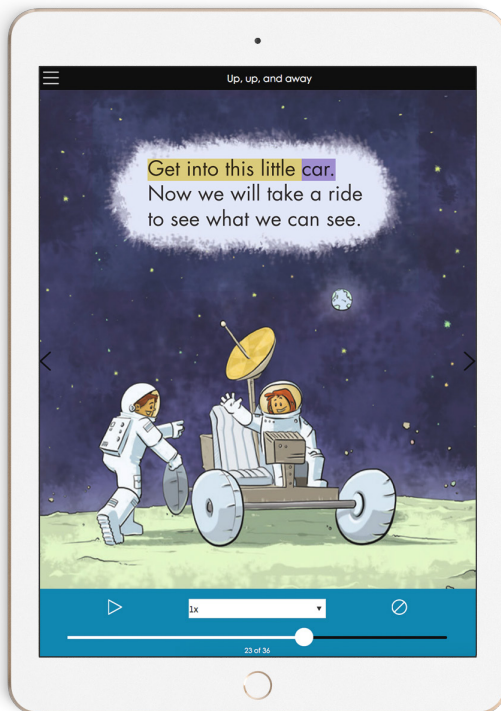 Up, up, and away
Get into this little car.
Now we will take a ride
to see what we can see.
1x
23 of 36